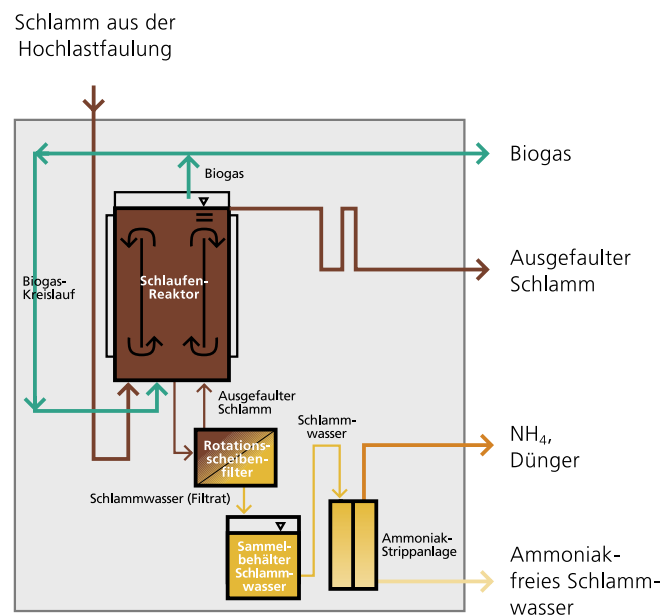 Schlamm aus der
Hochlastfaulung
Biogas
Biogas
Ausgefaulter
Schlamm
Biogas-
Kreislauf
Schlaufen-
Reaktor
Ausgefaulter
Schlamm
Schlamm-
wasser
NH₄,
Dünger
Rotations-
scheiben-
filter
Schlammwasser (Filtrat)
Sammel-
behälter
Schlamm-
wasser
Ammoniak-
Strippanlage
Ammoniak-
freies Schlamm-
wasser